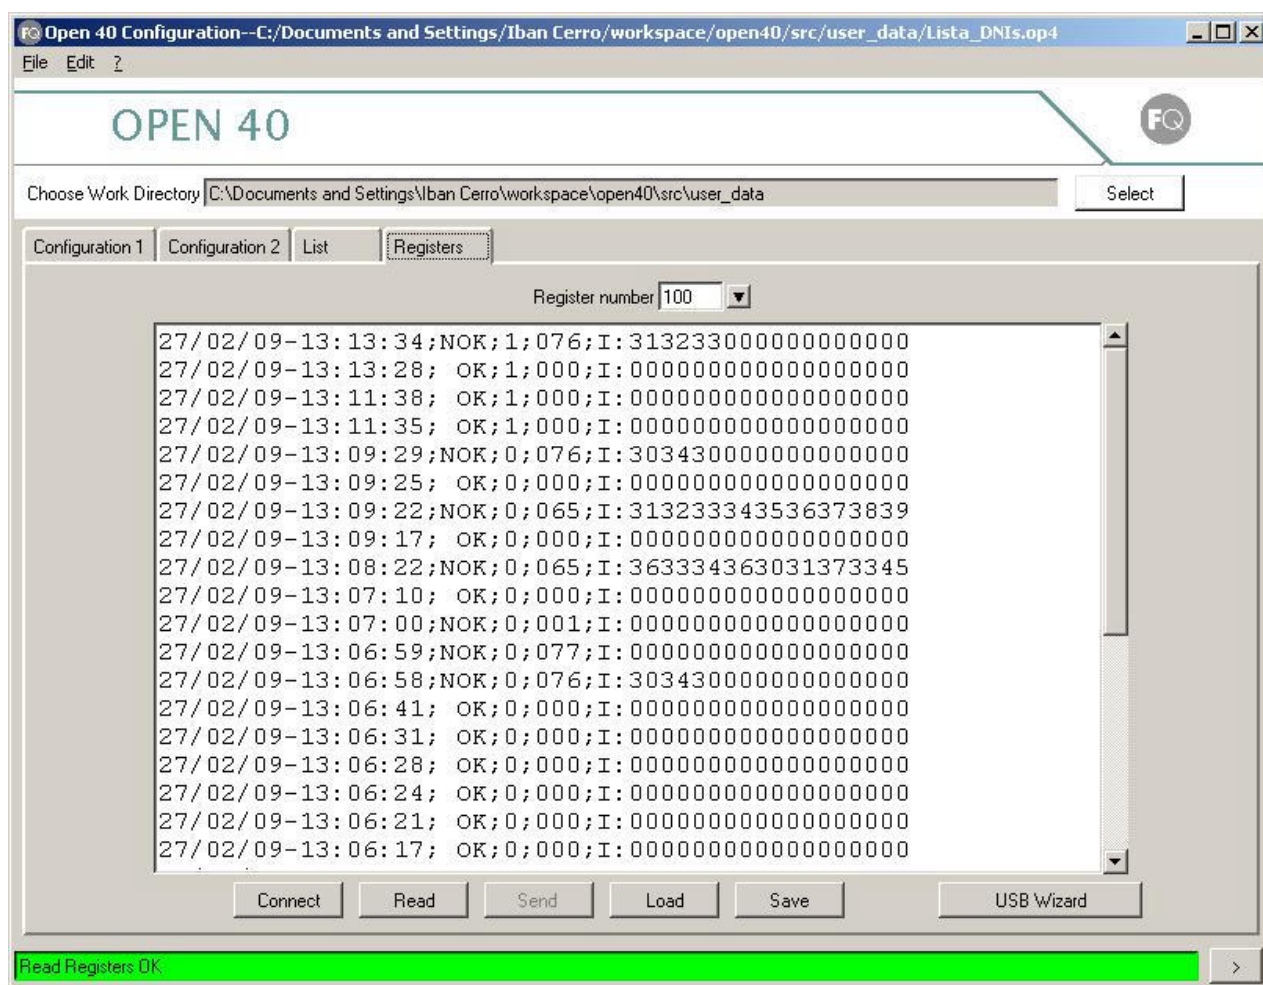 Open 40 Configuration--C:/Documents and Settings/Iban Cerro/workspace/open40/src/user_data/Lista_DNIs.op4
File Edit ?
OPEN 40
FQ
Choose Work Directory C:\Documents and Settings\Iban Cerro\workspace\open40\src\user_data Select
Configuration 1 Configuration 2 List Registers
Register number 100
27/02/09-13:13:34;NOK;1;076;I:313233000000000000
27/02/09-13:13:28; OK;1;000;I:000000000000000000
27/02/09-13:11:38; OK;1;000;I:000000000000000000
27/02/09-13:11:35; OK;1;000;I:000000000000000000
27/02/09-13:09:29;NOK;0;076;I:303430000000000000
27/02/09-13:09:25; OK;0;000;I:000000000000000000
27/02/09-13:09:22;NOK;0;065;I:313233343536373839
27/02/09-13:09:17; OK;0;000;I:000000000000000000
27/02/09-13:08:22;NOK;0;065;I:363334363031373345
27/02/09-13:07:10; OK;0;000;I:000000000000000000
27/02/09-13:07:00;NOK;0;001;I:000000000000000000
27/02/09-13:06:59;NOK;0;077;I:000000000000000000
27/02/09-13:06:58;NOK;0;076;I:303430000000000000
27/02/09-13:06:41; OK;0;000;I:000000000000000000
27/02/09-13:06:31; OK;0;000;I:000000000000000000
27/02/09-13:06:28; OK;0;000;I:000000000000000000
27/02/09-13:06:24; OK;0;000;I:000000000000000000
27/02/09-13:06:21; OK;0;000;I:000000000000000000
27/02/09-13:06:17; OK;0;000;I:000000000000000000
Connect Read Send Load Save USB Wizard
Read Registers OK >